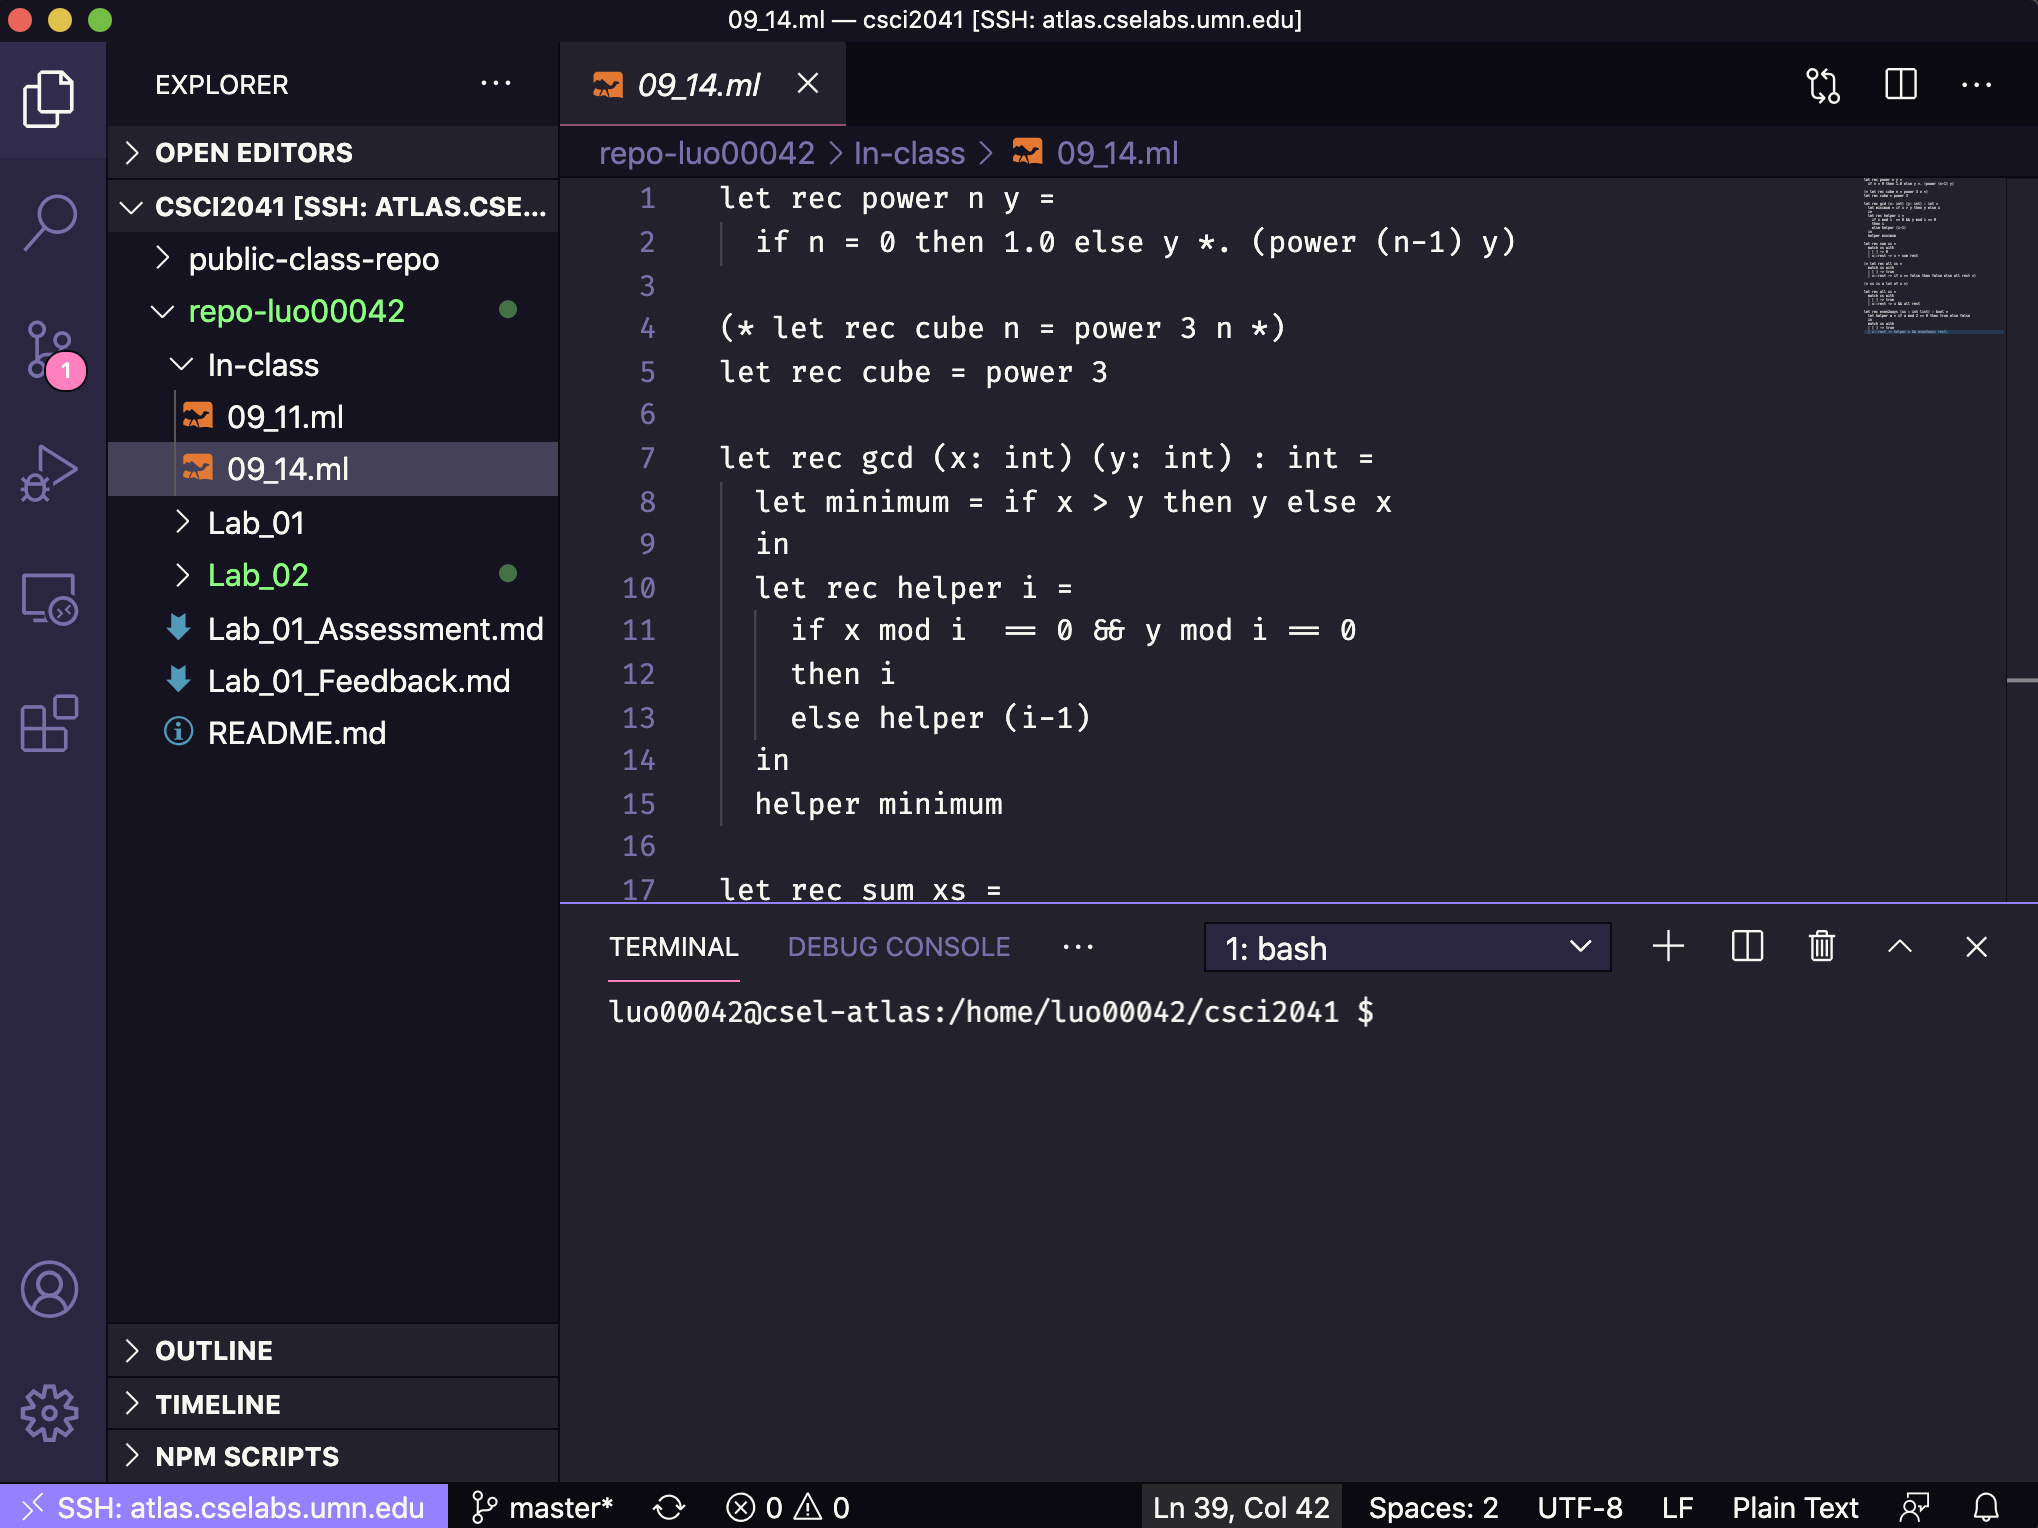 09_14.ml — csci2041 [SSH: atlas.cselabs.umn.edu]
EXPLORER
OPEN EDITORS
CSCI2041 [SSH: ATLAS.CSE...
public-class-repo
repo-luo00042
In-class
09_11.ml
09_14.ml
Lab_01
Lab_02
Lab_01_Assessment.md
Lab_01_Feedback.md
README.md
1
OUTLINE
TIMELINE
NPM SCRIPTS
09_14.ml
repo-luo00042 > In-class > 09_14.ml
1 let rec power n y =
2   if n = 0 then 1.0 else y *. (power (n-1) y)
3
4 (* let rec cube n = power 3 n *)
5 let rec cube = power 3
6
7 let rec gcd (x: int) (y: int) : int =
8   let minimum = if x > y then y else x
9   in
10   let rec helper i =
11     if x mod i  == 0 && y mod i == 0
12     then i
13     else helper (i-1)
14   in
15   helper minimum
16
17 let rec sum xs =
TERMINAL DEBUG CONSOLE ... 1: bash
luo00042@csel-atlas:/home/luo00042/csci2041 $
SSH: atlas.cselabs.umn.edu master* 0 0 Ln 39, Col 42 Spaces: 2 UTF-8 LF Plain Text